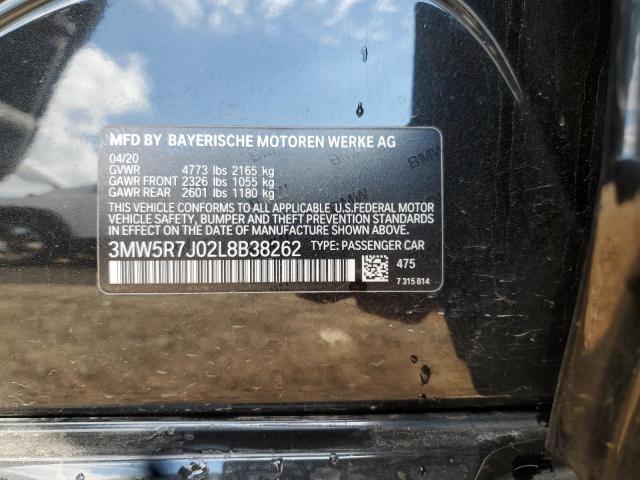 MFD BY BAYERISCHE MOTOREN WERKE AG
04/20
GVWR 4773 lbs 2165 kg
GAWR FRONT 2326 lbs 1055 kg
GAWR REAR 2601 lbs 1180 kg
THIS VEHICLE CONFORMS TO ALL APPLICABLE U.S.FEDERAL MOTOR
VEHICLE SAFETY, BUMPER, AND THEFT PREVENTION STANDARDS
IN EFFECT ON THE DATE OF MANUFACTURE SHOWN ABOVE.
3MW5R7J02L8B38262 TYPE: PASSENGER CAR
475
7 315 814
BMW
BMW
BMW